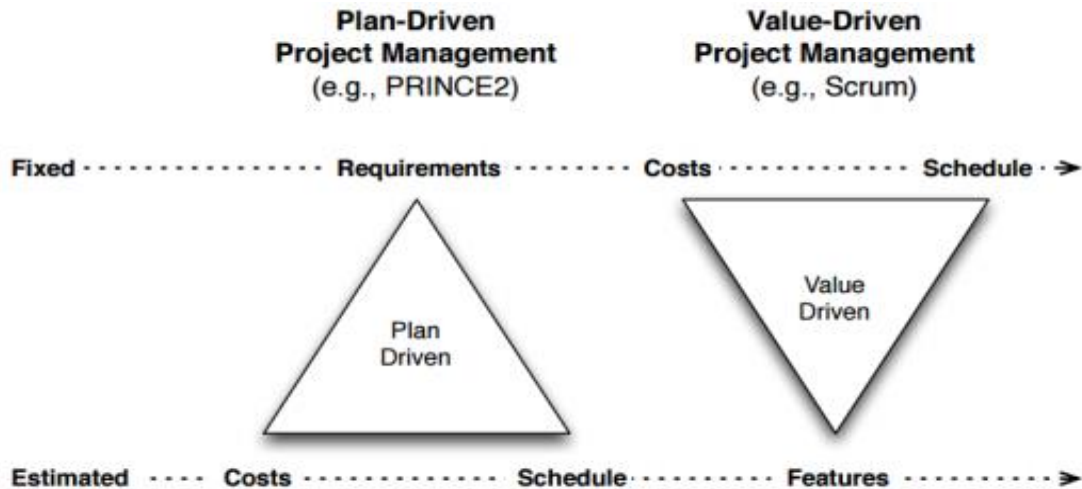 Plan-Driven
Project Management
(e.g., PRINCE2)
Value-Driven
Project Management
(e.g., Scrum)
Fixed Requirements Costs Schedule
Plan
Driven
Value
Driven
Estimated Costs Schedule Features